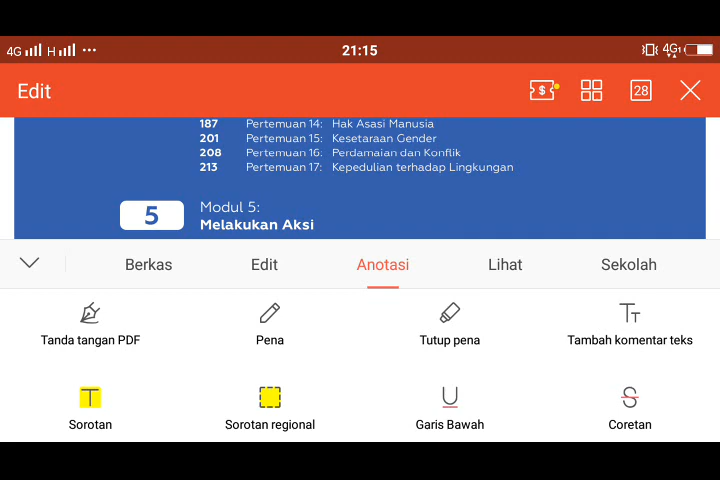 4G H ... 21:15 4G
Edit $ 28
187 Pertemuan 14: Hak Asasi Manusia
201 Pertemuan 15: Kesetaraan Gender
208 Pertemuan 16: Perdamaian dan Konflik
213 Pertemuan 17: Kepedulian terhadap Lingkungan
5 Modul 5:
Melakukan Aksi
Berkas Edit Anotasi Lihat Sekolah
Tanda tangan PDF Pena Tutup pena Tambah komentar teks
T U S
Sorotan Sorotan regional Garis Bawah Coretan